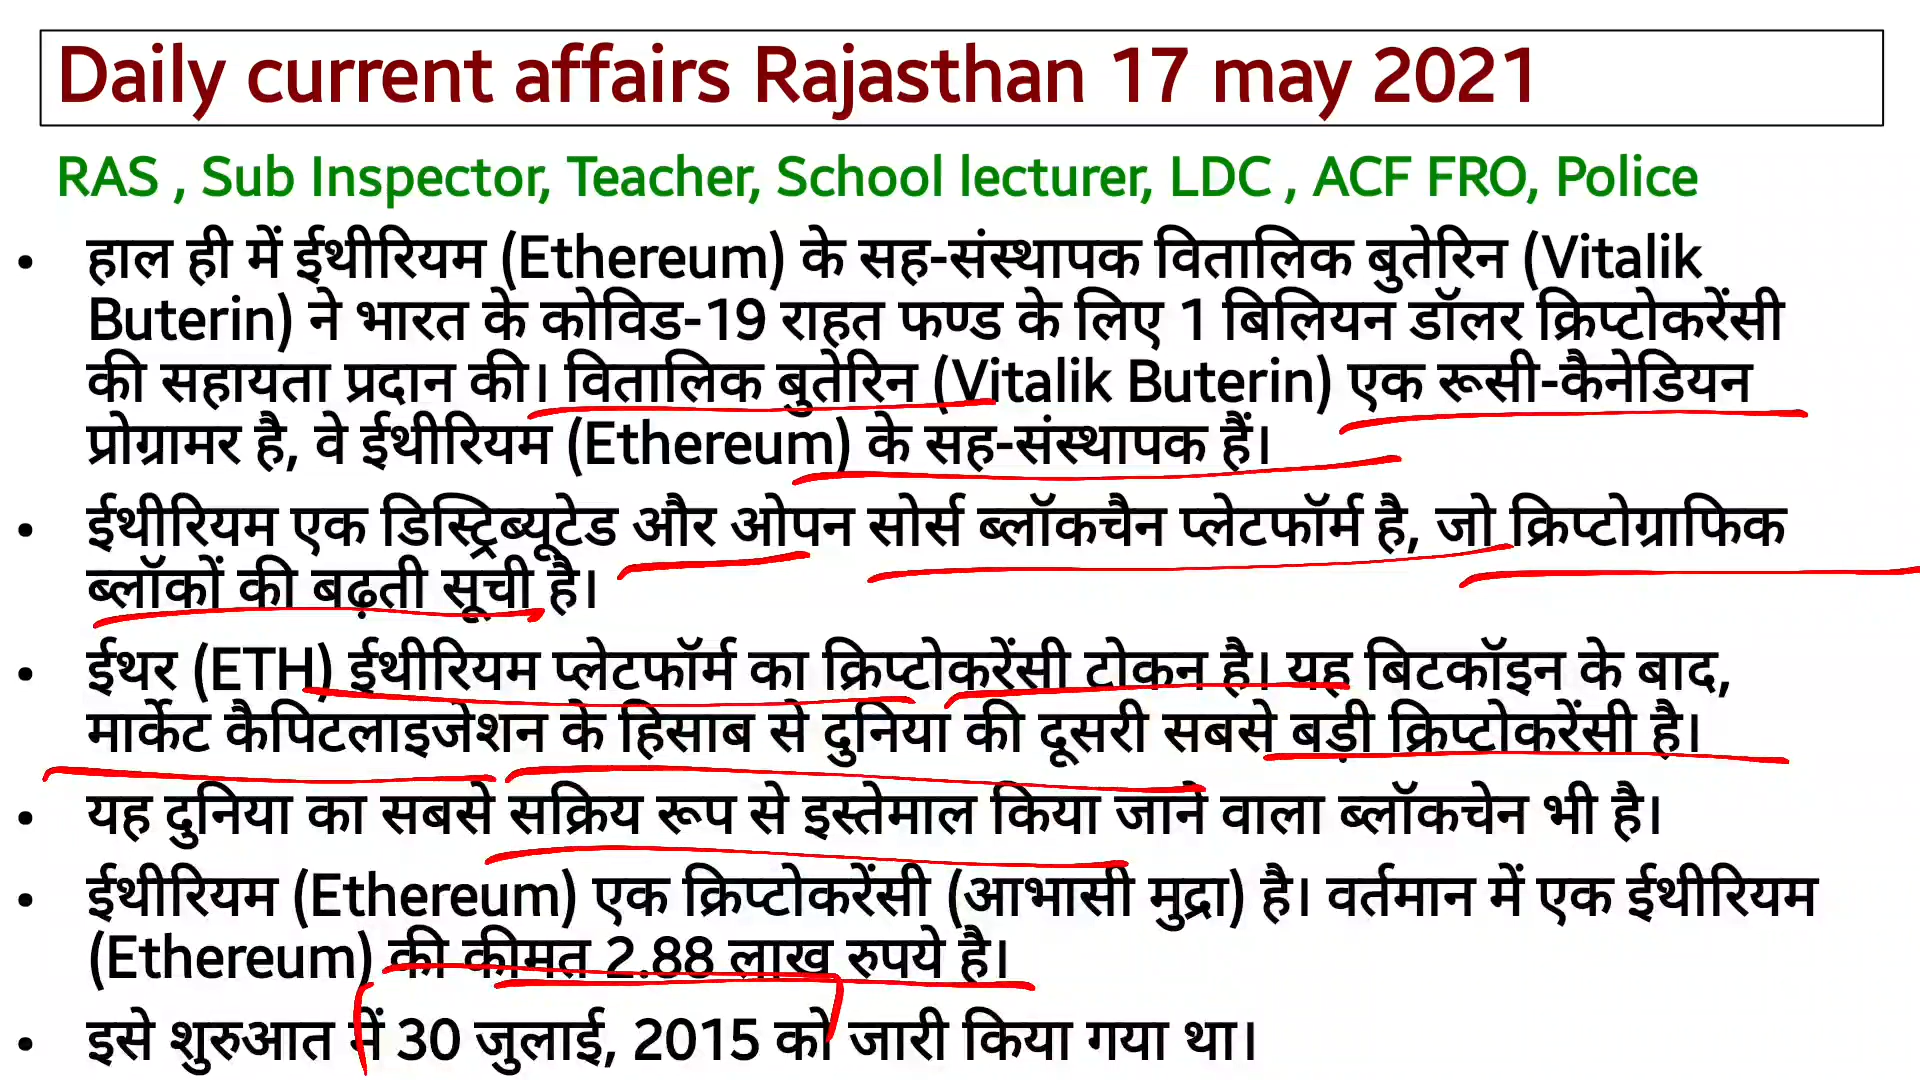 Daily current affairs Rajasthan 17 may 2021
RAS , Sub Inspector, Teacher, School lecturer, LDC , ACF FRO, Police
• हाल ही में ईथीरियम (Ethereum) के सह-संस्थापक वितालिक बुतेरिन (Vitalik
Buterin) ने भारत के कोविड-19 राहत फण्ड के लिए 1 बिलियन डॉलर क्रिप्टोकरेंसी
की सहायता प्रदान की। वितालिक बुतेरिन (Vitalik Buterin) एक रूसी-कैनेडियन
प्रोग्रामर है, वे ईथीरियम (Ethereum) के सह-संस्थापक हैं।
• ईथीरियम एक डिस्ट्रिब्यूटेड और ओपन सोर्स ब्लॉकचैन प्लेटफॉर्म है, जो क्रिप्टोग्राफिक
ब्लॉकों की बढ़ती सूची है।
• ईथर (ETH) ईथीरियम प्लेटफॉर्म का क्रिप्टोकरेंसी टोकन है। यह बिटकॉइन के बाद,
मार्केट कैपिटलाइजेशन के हिसाब से दुनिया की दूसरी सबसे बड़ी क्रिप्टोकरेंसी है।
• यह दुनिया का सबसे सक्रिय रूप से इस्तेमाल किया जाने वाला ब्लॉकचेन भी है।
• ईथीरियम (Ethereum) एक क्रिप्टोकरेंसी (आभासी मुद्रा) है। वर्तमान में एक ईथीरियम
(Ethereum) की कीमत 2.88 लाख रुपये है।
• इसे शुरुआत में 30 जुलाई, 2015 को जारी किया गया था।